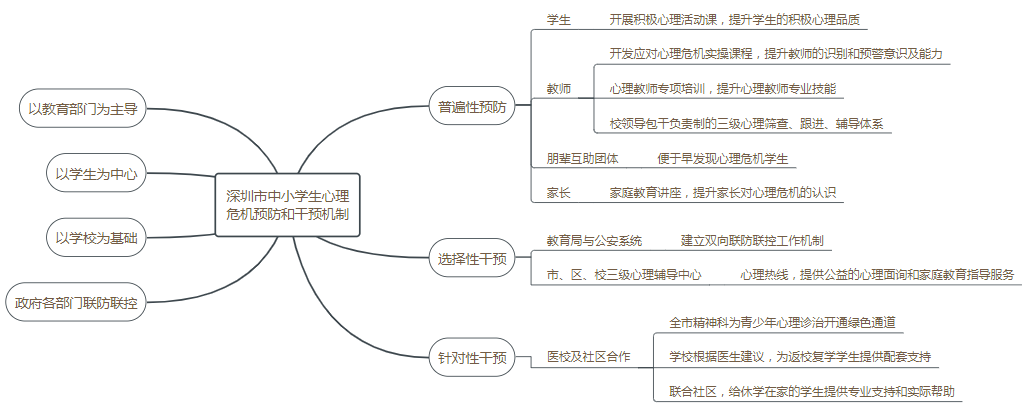 深圳市中小学生心理
危机预防和干预机制
以教育部门为主导
以学生为中心
以学校为基础
政府各部门联防联控
普遍性预防
学生
开展积极心理活动课，提升学生的积极心理品质
教师
开发应对心理危机实操课程，提升教师的识别和预警意识及能力
心理教师专项培训，提升心理教师专业技能
校领导包干负责制的三级心理筛查、跟进、辅导体系
朋辈互助团体
便于早发现心理危机学生
家长
家庭教育讲座，提升家长对心理危机的认识
选择性干预
教育局与公安系统
建立双向联防联控工作机制
市、区、校三级心理辅导中心
心理热线，提供公益的心理面询和家庭教育指导服务
针对性干预
医校及社区合作
全市精神科为青少年心理诊治开通绿色通道
学校根据医生建议，为返校复学学生提供配套支持
联合社区，给休学在家的学生提供专业支持和实际帮助